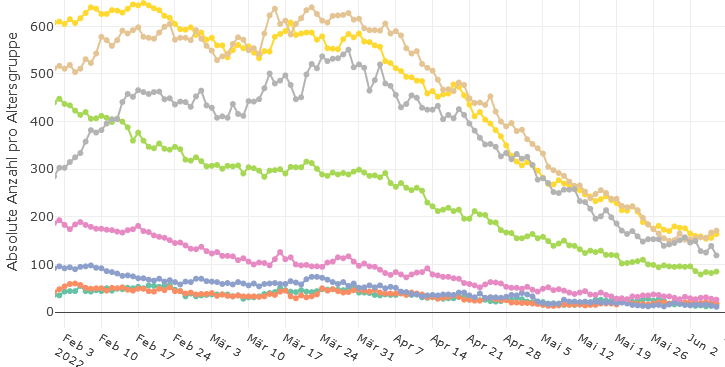 Absolute Anzahl pro Altersgruppe
600
500
400
300
200
100
0
Feb 3
2022
Feb 10
Feb 17
Feb 24
Mär 3
Mär 10
Mär 17
Mär 24
Mär 31
Apr 7
Apr 14
Apr 21
Apr 28
Mai 5
Mai 12
Mai 19
Mai 26
Jun 2